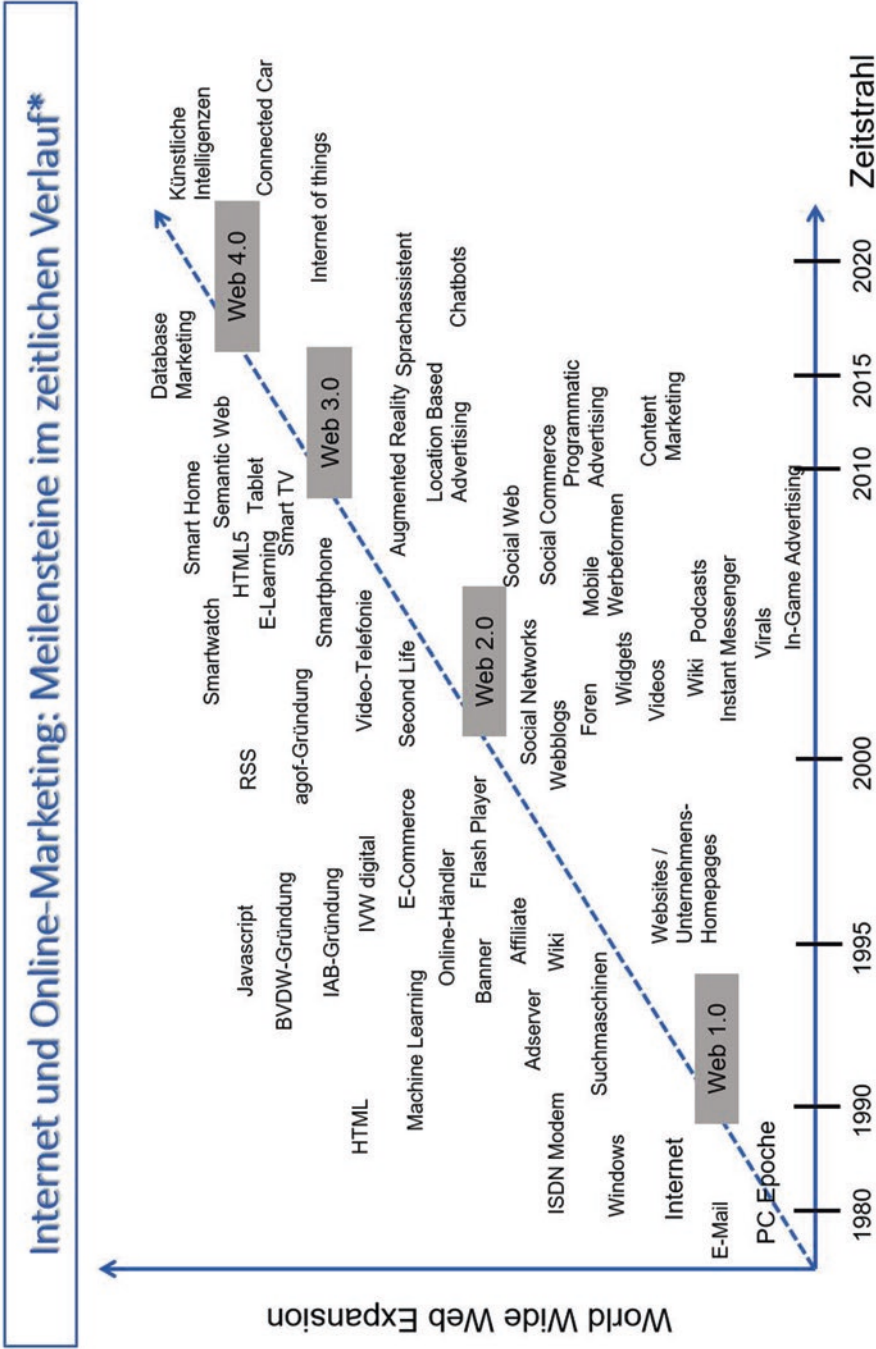 Internet und Online-Marketing: Meilensteine im zeitlichen Verlauf*
World Wide Web Expansion
Künstliche
Intelligenzen
Connected Car
Web 4.0
Internet of things
Database
Marketing
Smart Home
Semantic Web
HTML5
Tablet
E-Learning
Smart TV
Web 3.0
Smartwatch
Smartphone
RSS
agof-Gründung
Video-Telefonie
Augmented Reality
Sprachassistent
Location Based
Advertising
Chatbots
Second Life
Javascript
BVDW-Gründung
IAB-Gründung
IVW digital
HTML
Machine Learning
E-Commerce
Online-Händler
Banner
Flash Player
Web 2.0
Social Web
Adserver
Affiliate
Social Networks
Social Commerce
Programmatic
Advertising
ISDN Modem
Wiki
Webblogs
Suchmaschinen
Foren
Mobile
Werbeformen
Windows
Widgets
Internet
Websites /
Unternehmens-
Homepages
Videos
Content
Marketing
E-Mail
Web 1.0
Wiki
Podcasts
Instant Messenger
PC Epoche
Virals
In-Game Advertising
1980
1990
1995
2000
2010
2015
2020
Zeitstrahl